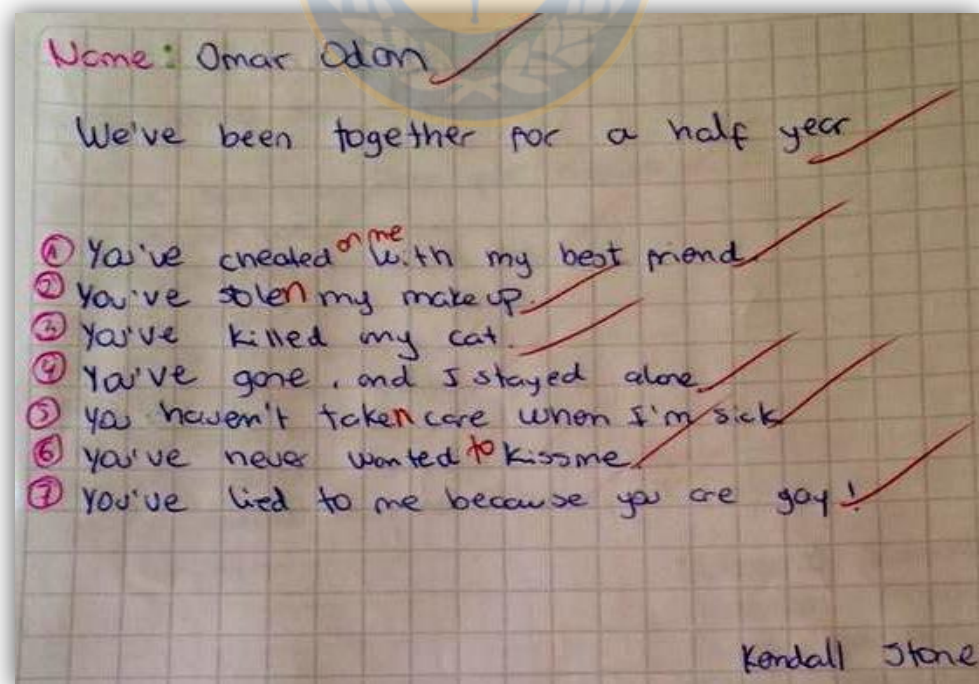 Name: Omar Odon
We've been together for a half year
① You've cheated on me with my best friend
② You've stolen my make up.
③ You've killed my cat.
④ You've gone, and I stayed alone
⑤ You haven't taken care when I'm sick
⑥ You've never wanted to kiss me
⑦ You've lied to me because you are gay!
Kendall Stone